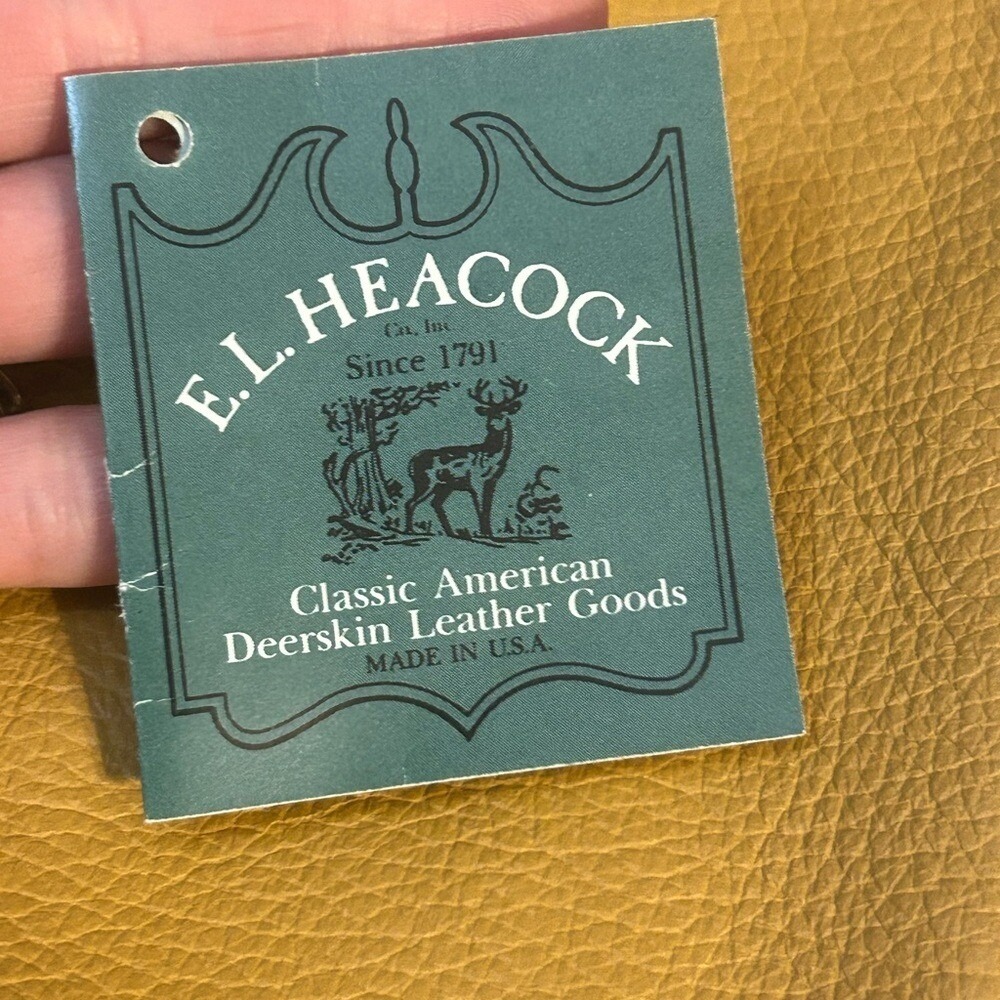 E.L. HEACOCK
Co., Inc
Since 1791
Classic American
Deerskin Leather Goods
MADE IN U.S.A.